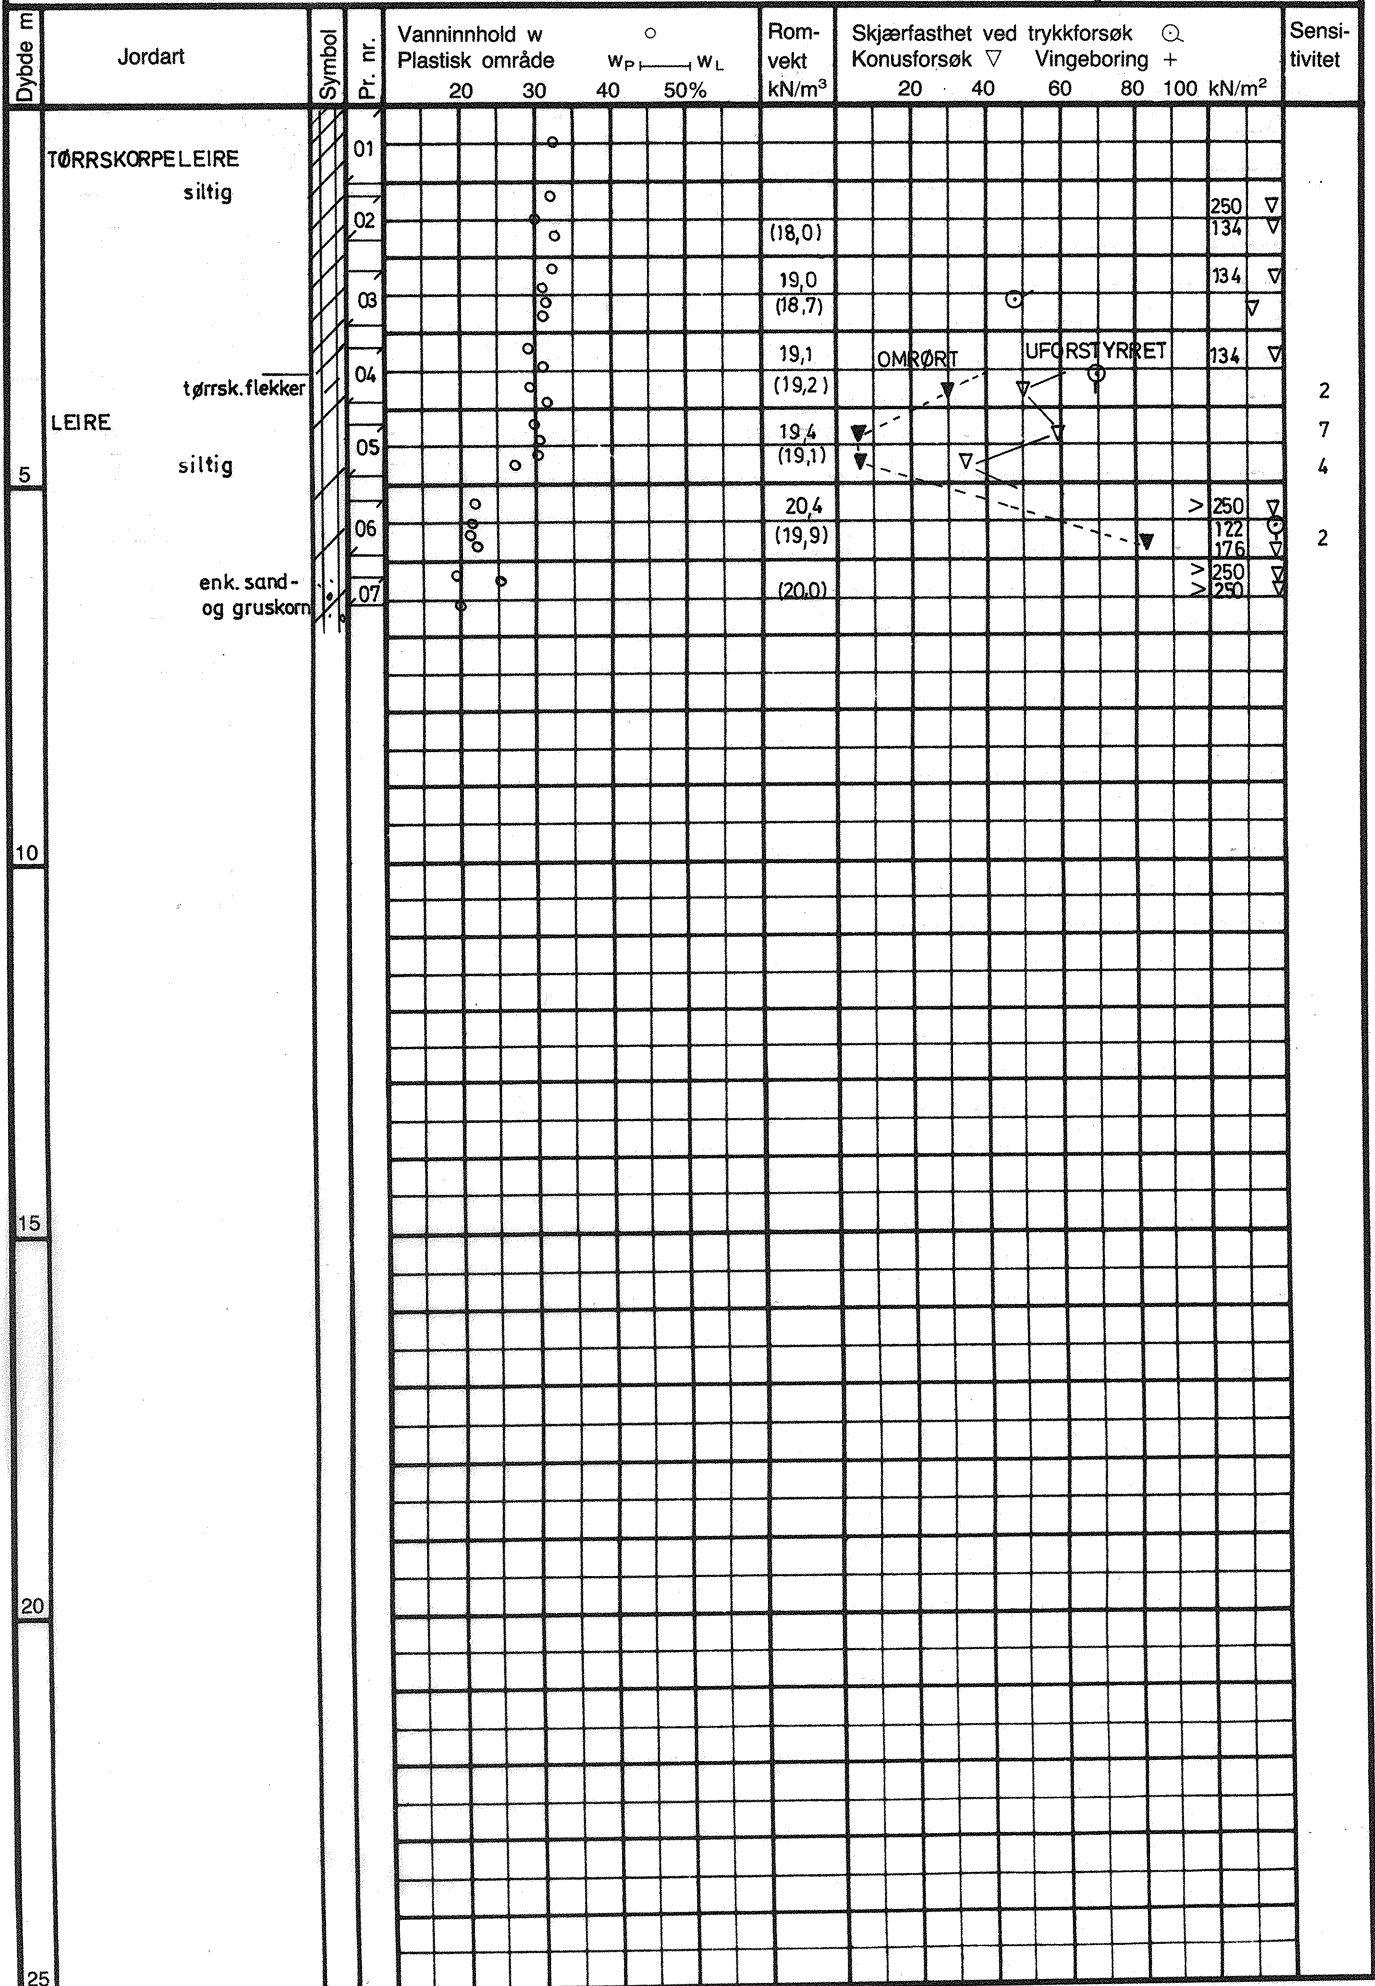 Dybde m
Jordart
Symbol
Pr. nr.
Vanninnhold w
Plastisk område wP wL
20 30 40 50%
Rom-
vekt
kN/m³
Skjærfasthet ved trykkforsøk
Konusforsøk ▽ Vingeboring +
20 40 60 80 100 kN/m²
Sensi-
tivitet
01
TØRRSKORPELEIRE
siltig
250
02
134
(18,0)
19,0
134
03
(18,7)
19,1
OMRØRT
UFORSTYRRET
134
04
tørrsk.flekker
(19,2)
2
LEIRE
19,4
7
05
(19,1)
siltig
4
5
20,4
> 250
06
122
(19,9)
2
176
> 250
enk. sand-
07
(20,0)
> 250
og gruskorn
10
15
20
25